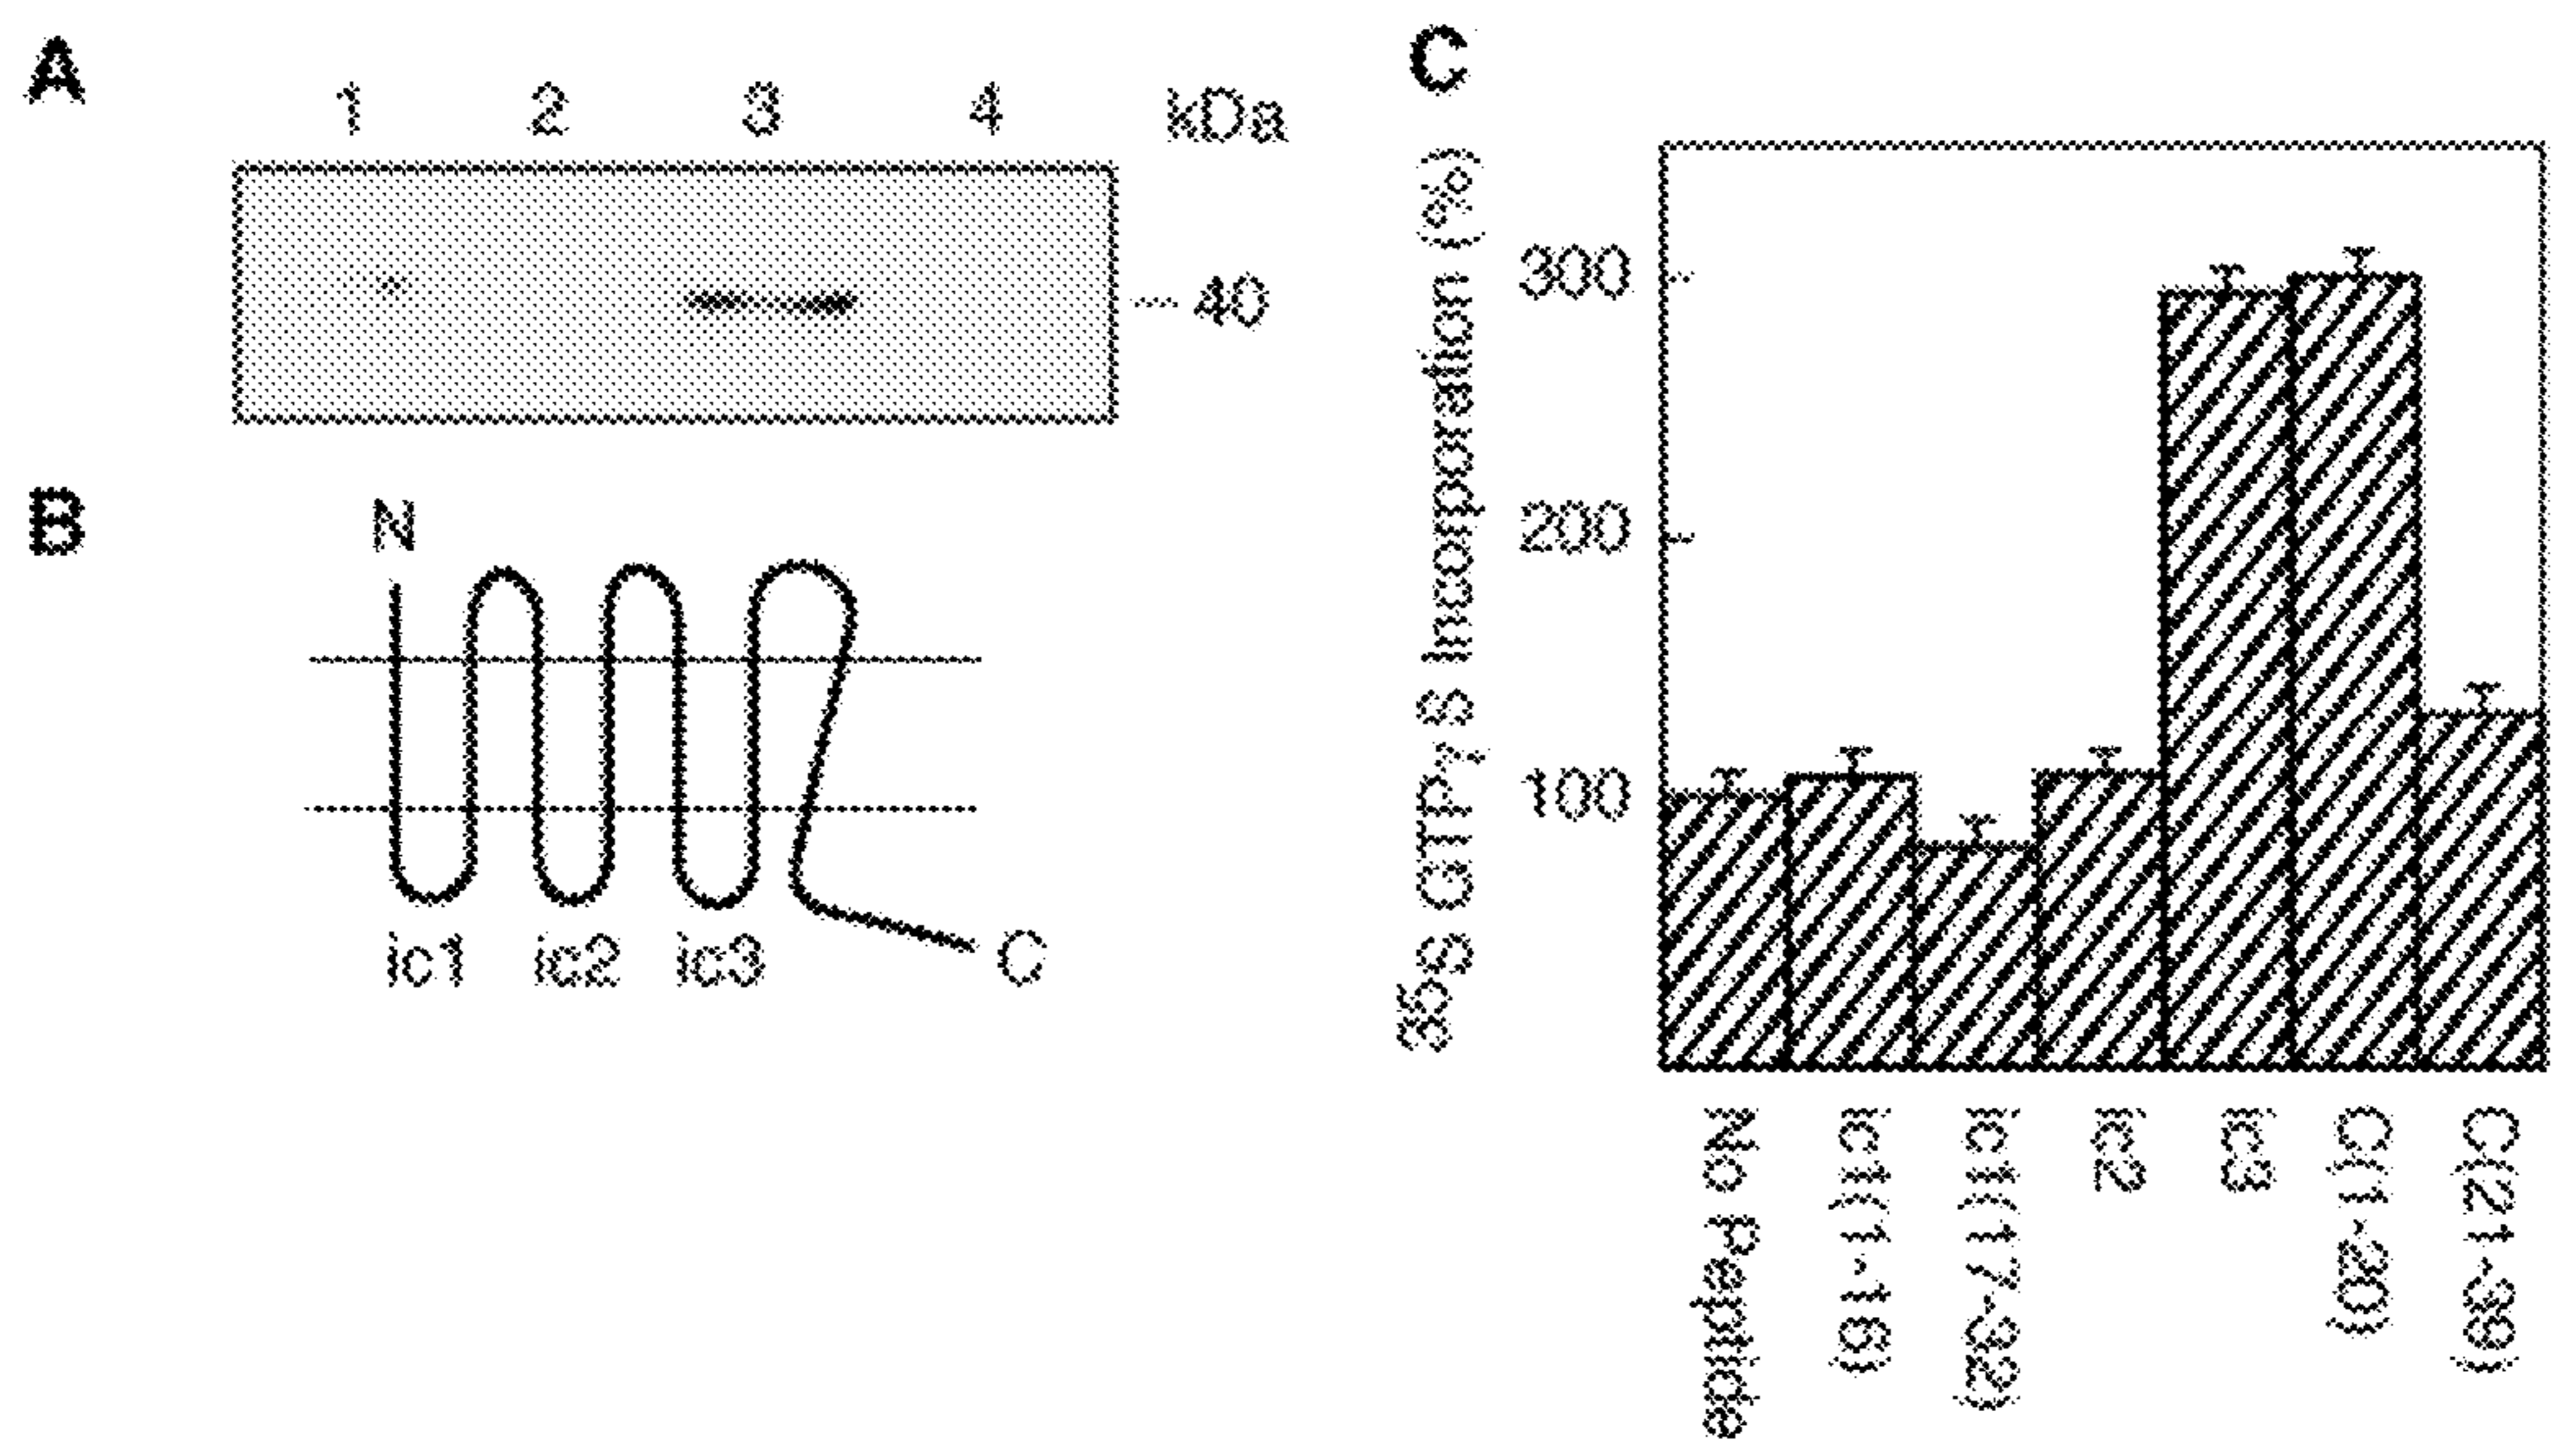 A
1 2 3 4 kDa
40
B
N
ic1 ic2 ic3 C
C
35S GTPγS Incorporation (%)
300
200
100
No Peptide
ic1(1-16)
ic1(17-32)
ic2
ic3
C(1-20)
C(21-39)